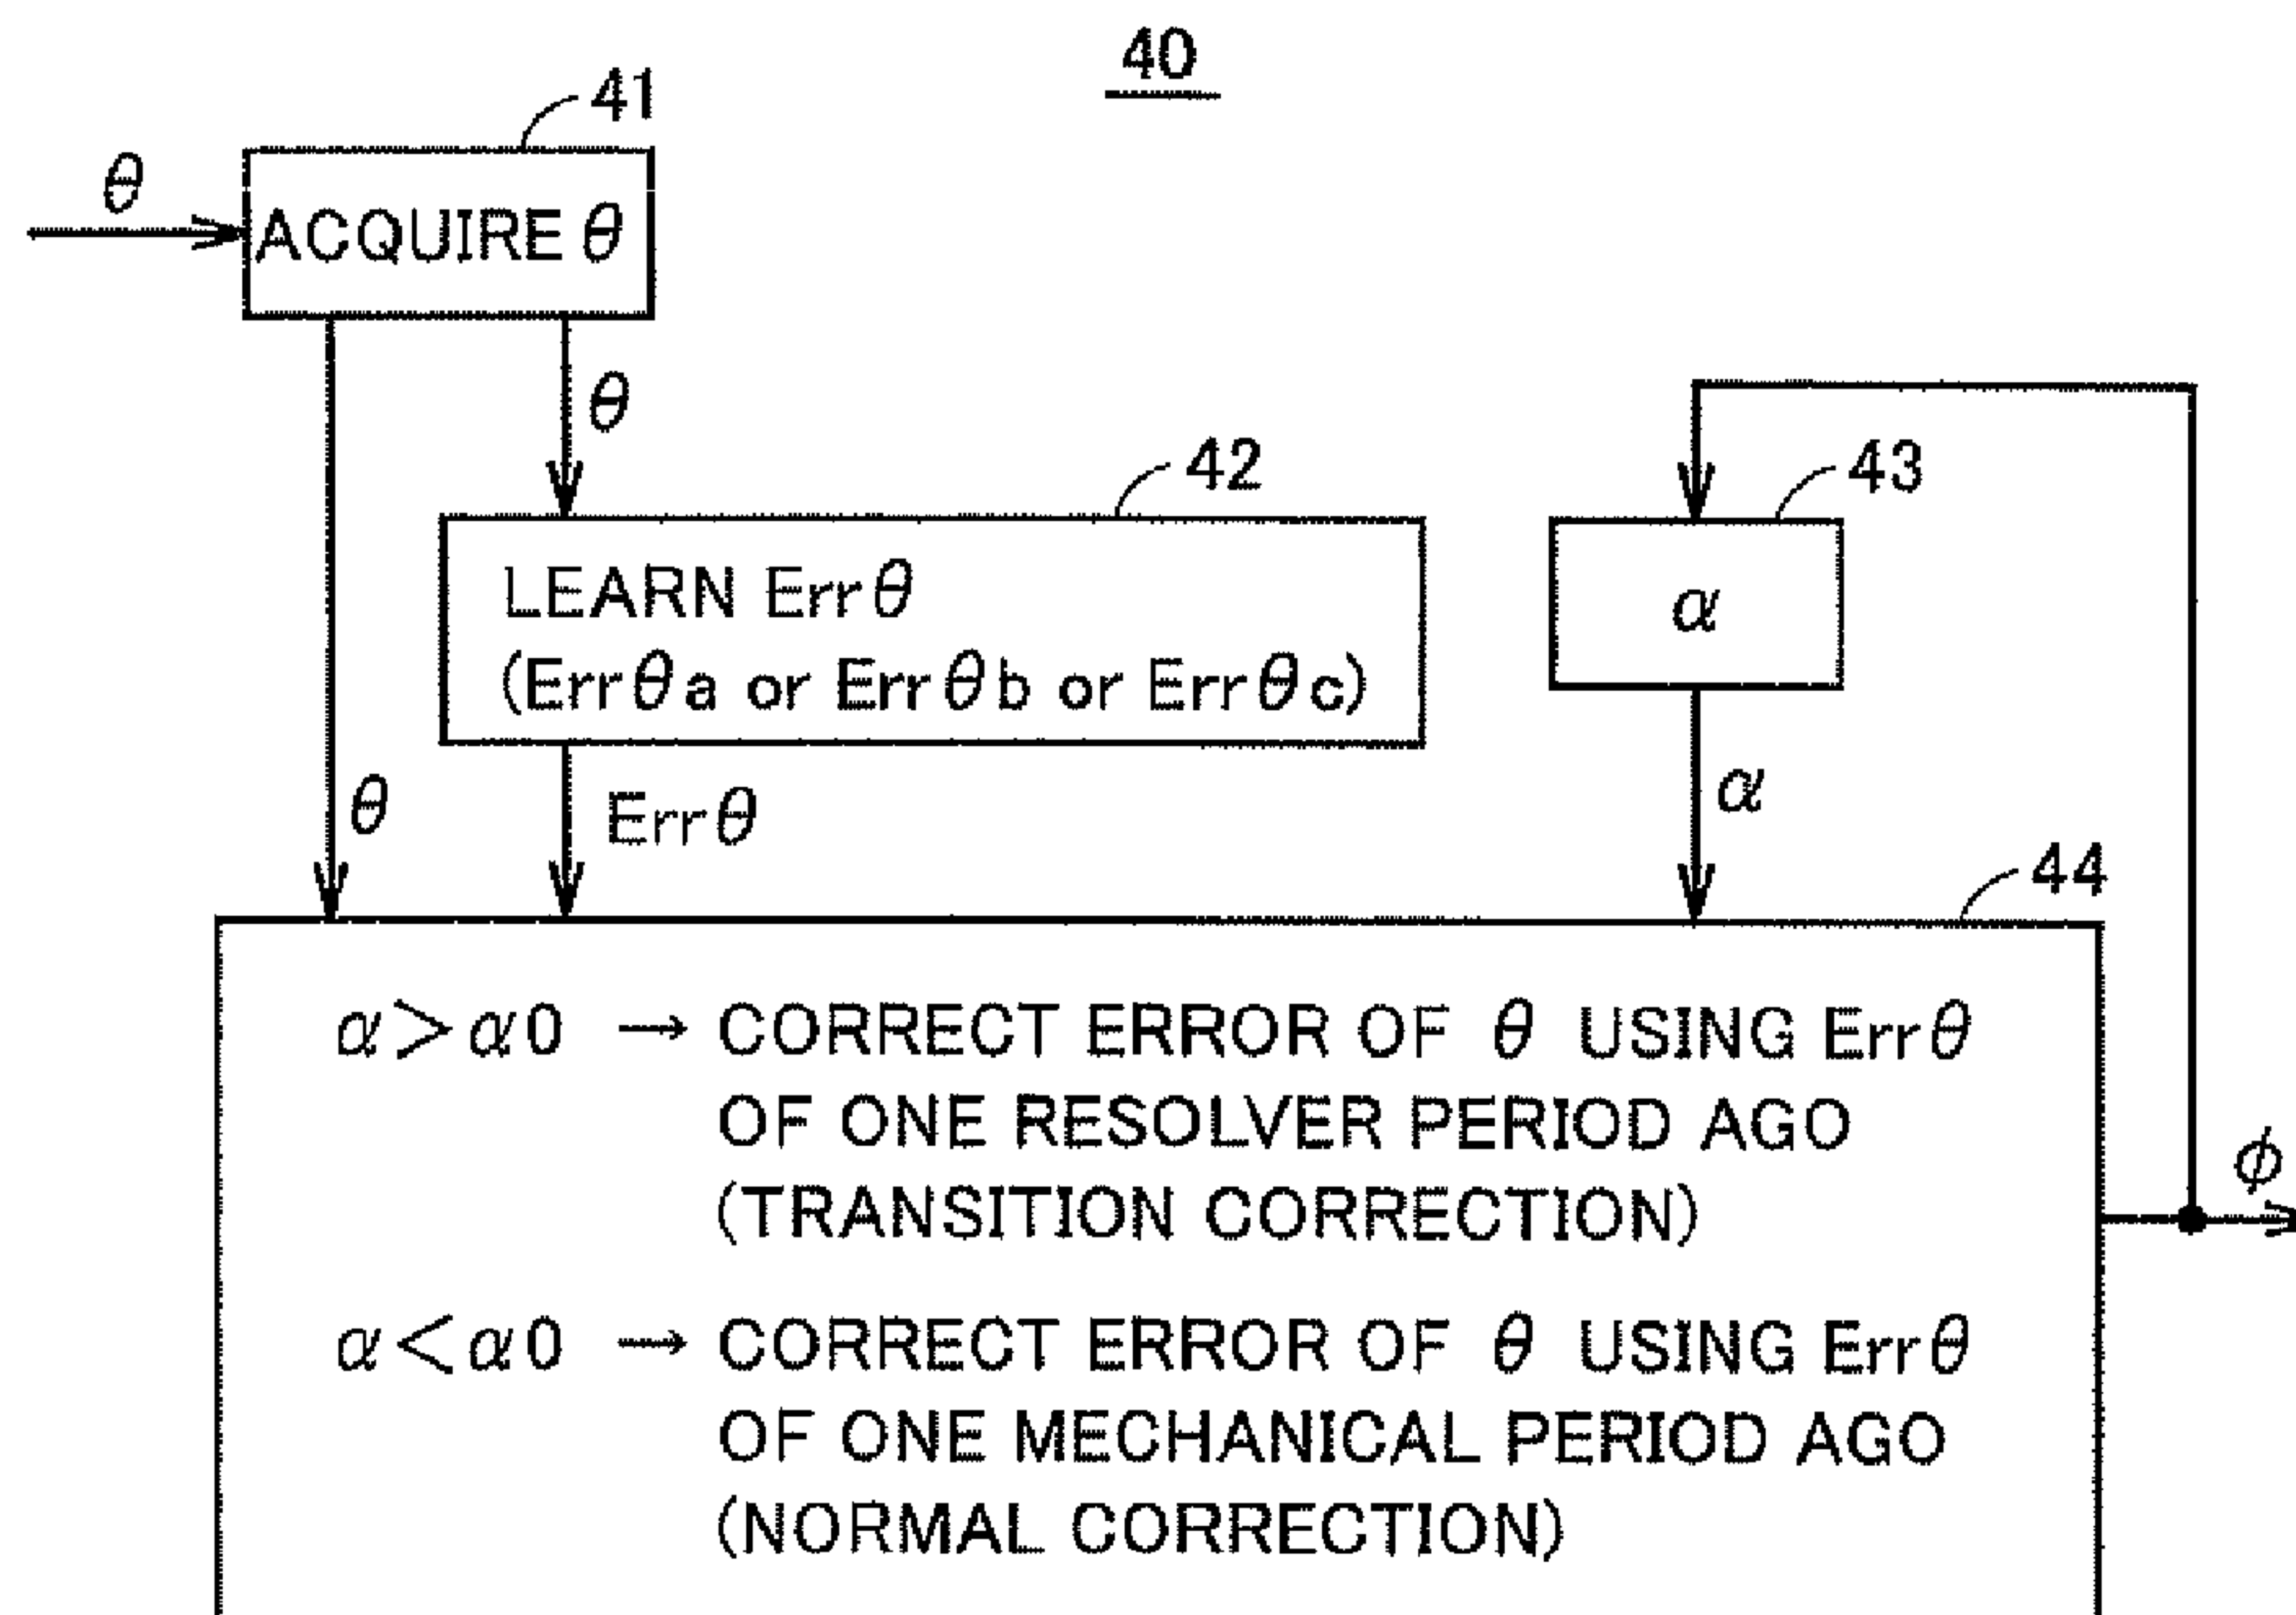 40
41
θ
ACQUIRE θ
θ
42
43
LEARN Errθ
(Errθa or Errθb or Errθc)
α
θ
Errθ
α
44
α>α0 → CORRECT ERROR OF θ USING Errθ
OF ONE RESOLVER PERIOD AGO
(TRANSITION CORRECTION)
ϕ
α<α0 → CORRECT ERROR OF θ USING Errθ
OF ONE MECHANICAL PERIOD AGO
(NORMAL CORRECTION)